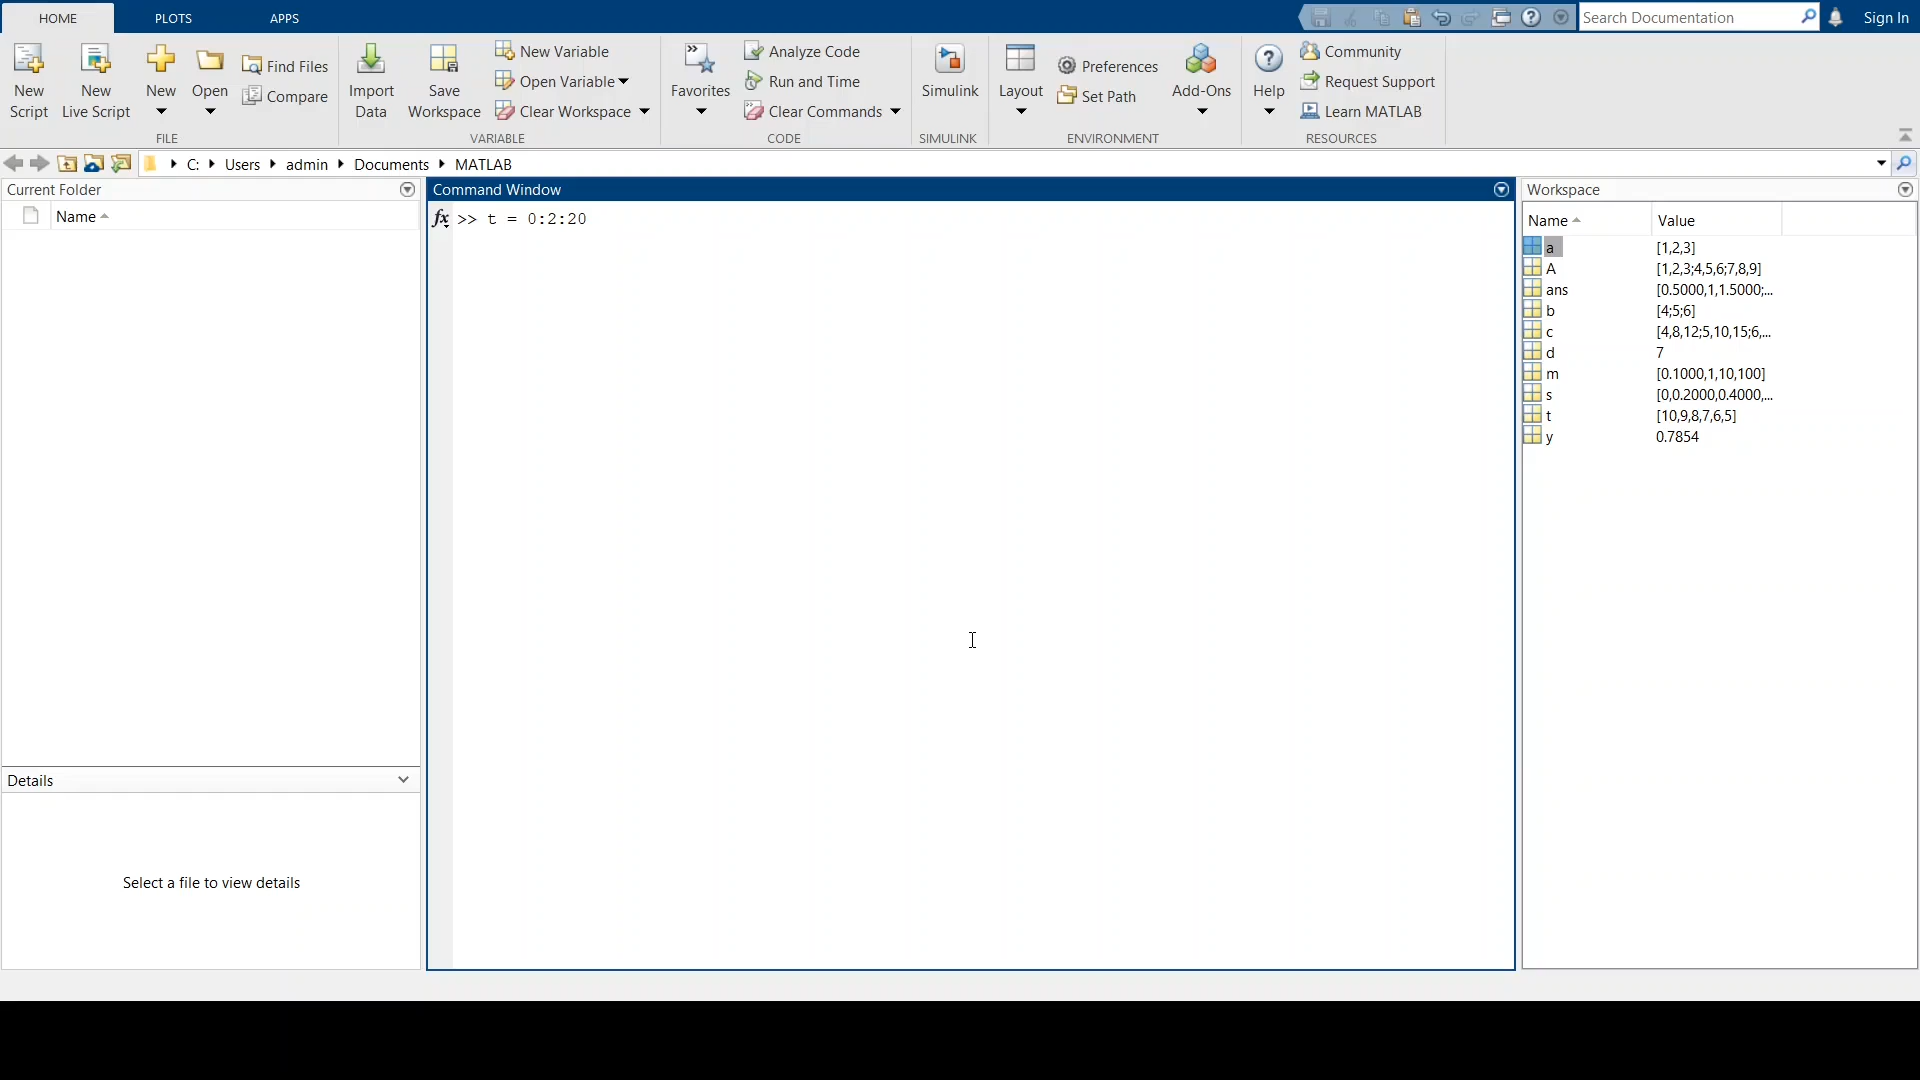 HOME PLOTS APPS Search Documentation Sign In
New Script
New Live Script
New
Open
Find Files
Compare
FILE
Import Data
Save Workspace
New Variable
Open Variable
Clear Workspace
VARIABLE
Favorites
Analyze Code
Run and Time
Clear Commands
CODE
Simulink
SIMULINK
Layout
Preferences
Set Path
Add-Ons
ENVIRONMENT
Help
Community
Request Support
Learn MATLAB
RESOURCES
C: Users admin Documents MATLAB
Current Folder
Name
Details
Select a file to view details
Command Window
fx >> t = 0:2:20
Workspace
Name Value
a [1,2,3]
A [1,2,3;4,5,6;7,8,9]
ans [0.5000,1,1.5000;...
b [4;5;6]
c [4,8,12;5,10,15;6,...
d 7
m [0.1000,1,10,100]
s [0,0.2000,0.4000,...
t [10,9,8,7,6,5]
y 0.7854